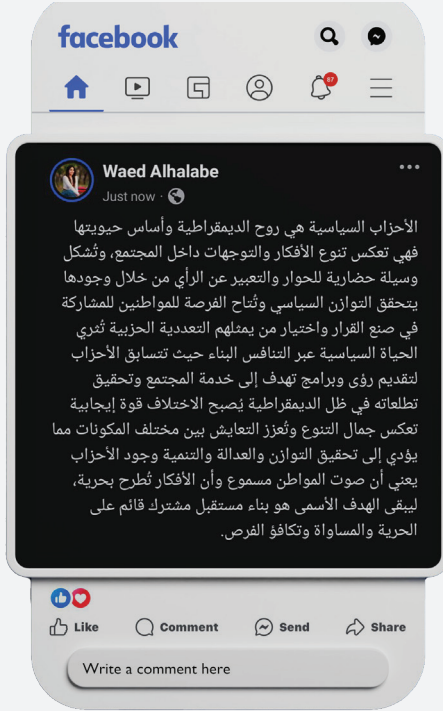 facebook
87
Waed Alhalabe
Just now ·
الأحزاب السياسية هي روح الديمقراطية وأساس حيويتها
فهي تعكس تنوع الأفكار والتوجهات داخل المجتمع، وتُشكل
وسيلة حضارية للحوار والتعبير عن الرأي من خلال وجودها
يتحقق التوازن السياسي وتُتاح الفرصة للمواطنين للمشاركة
في صنع القرار واختيار من يمثلهم التعددية الحزبية تُثري
الحياة السياسية عبر التنافس البناء حيث تتسابق الأحزاب
لتقديم رؤى وبرامج تهدف إلى خدمة المجتمع وتحقيق
تطلعاته في ظل الديمقراطية يُصبح الاختلاف قوة إيجابية
تعكس جمال التنوع وتُعزز التعايش بين مختلف المكونات مما
يؤدي إلى تحقيق التوازن والعدالة والتنمية وجود الأحزاب
يعني أن صوت المواطن مسموع وأن الأفكار تُطرح بحرية،
ليبقى الهدف الأسمى هو بناء مستقبل مشترك قائم على
الحرية والمساواة وتكافؤ الفرص.
Like Comment Send Share
Write a comment here